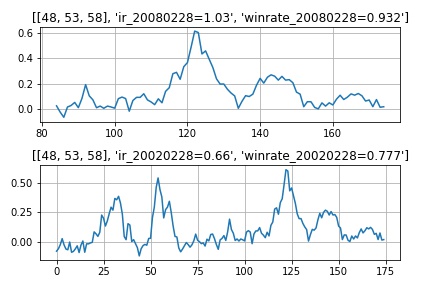 [[48, 53, 58], 'ir_20080228=1.03', 'winrate_20080228=0.932']
0.6
0.4
0.2
0.0
80 100 120 140 160
[[48, 53, 58], 'ir_20020228=0.66', 'winrate_20020228=0.777']
0.50
0.25
0.00
0 25 50 75 100 125 150 175